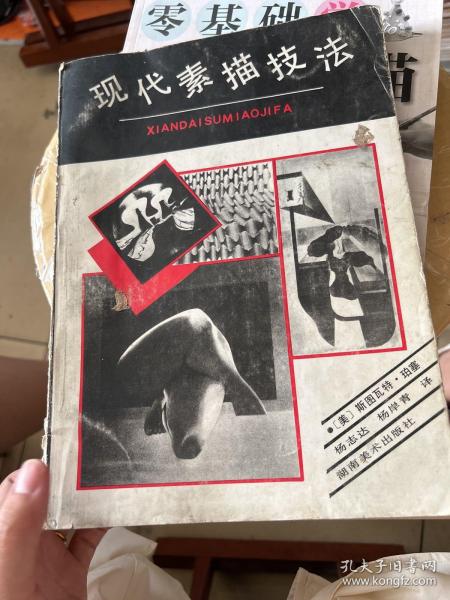 零基础学
描
现代素描技法
XIANDAISUMIAOJIFA
●〔美〕斯图瓦特·珀塞
杨志达 杨岸青 译
湖南美术出版社
孔夫子旧书网
www.kongfz.com